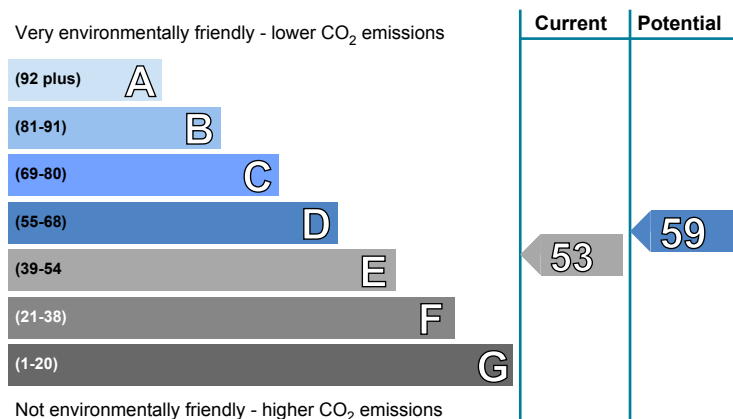 Current Potential
Very environmentally friendly - lower CO₂ emissions
(92 plus) A
(81-91) B
(69-80) C
(55-68) D
59
(39-54 E
53
(21-38) F
(1-20) G
Not environmentally friendly - higher CO₂ emissions